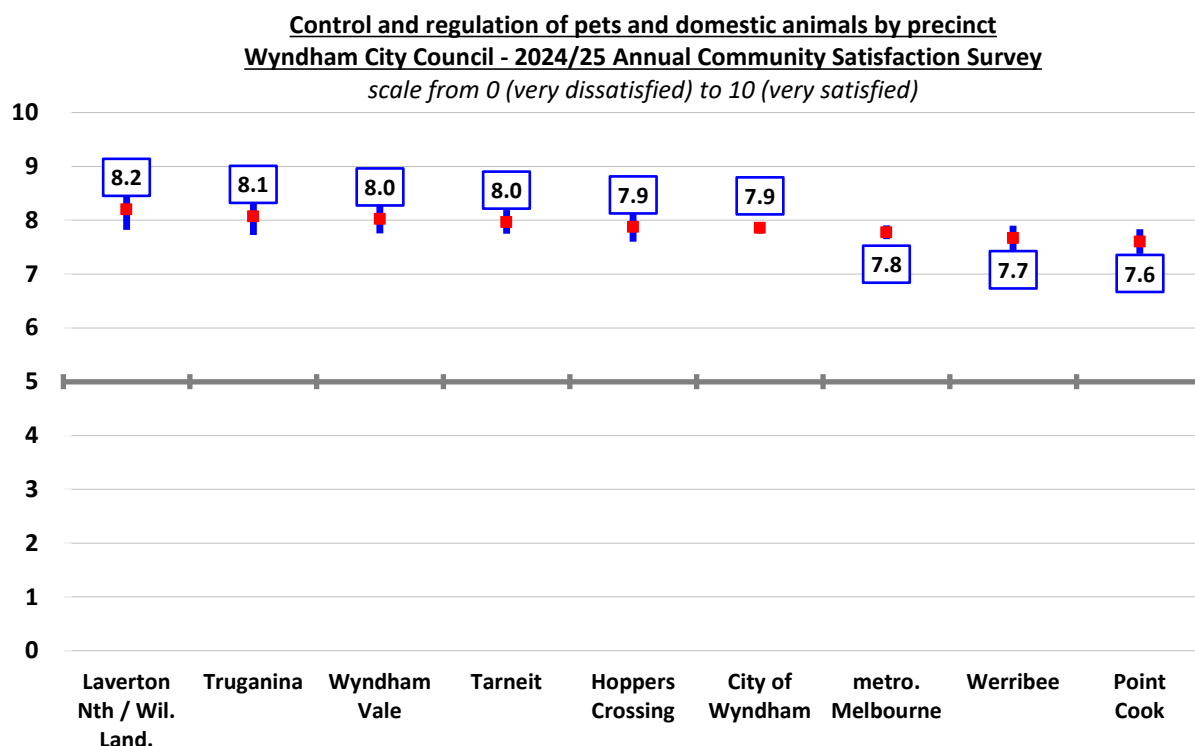 Control and regulation of pets and domestic animals by precinct
Wyndham City Council - 2024/25 Annual Community Satisfaction Survey
scale from 0 (very dissatisfied) to 10 (very satisfied)
10
9
8
7
6
5
4
3
2
1
0
8.2
8.1
8.0
8.0
7.9
7.9
7.8
7.7
7.6
Laverton
Nth / Wil.
Land.
Truganina
Wyndham
Vale
Tarneit
Hoppers
Crossing
City of
Wyndham
metro.
Melbourne
Werribee
Point
Cook